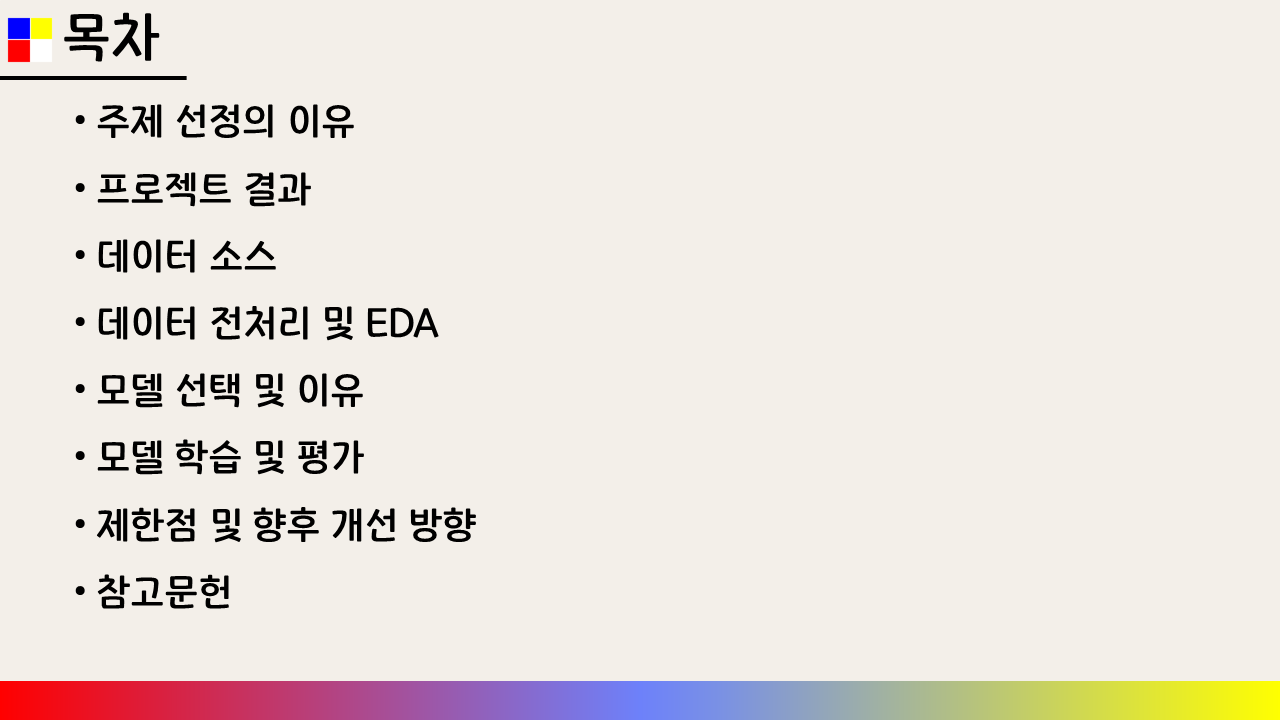 목차
• 주제 선정의 이유
• 프로젝트 결과
• 데이터 소스
• 데이터 전처리 및 EDA
• 모델 선택 및 이유
• 모델 학습 및 평가
• 제한점 및 향후 개선 방향
• 참고문헌